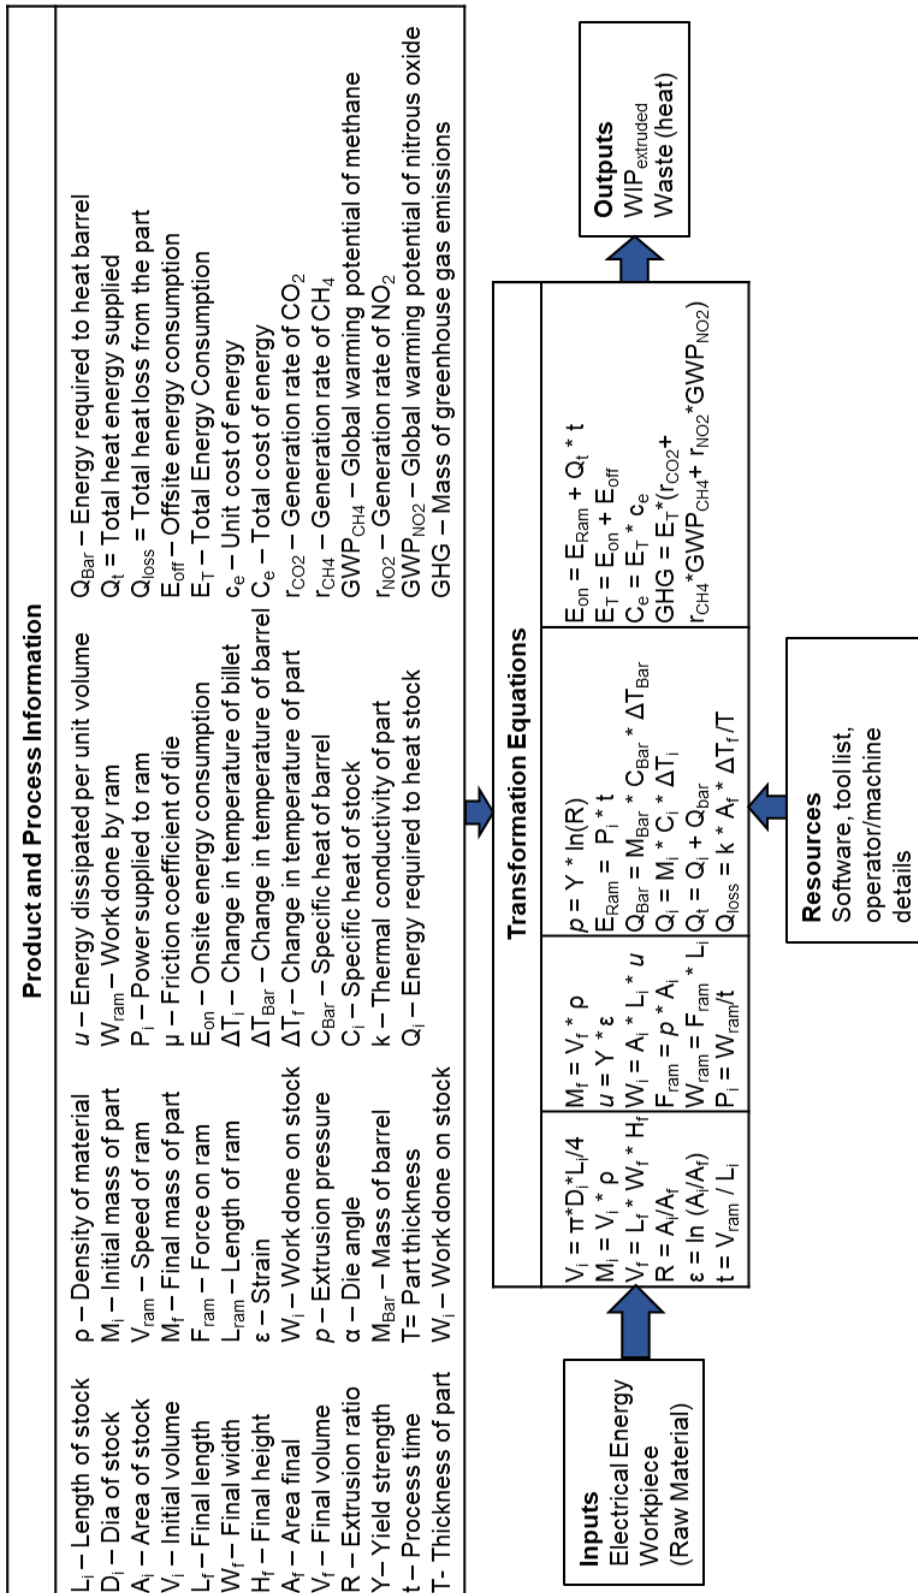 Product and Process Information
Lᵢ – Length of stock
Dᵢ – Dia of stock
Aᵢ – Area of stock
Vᵢ – Initial volume
L_f – Final length
W_f – Final width
H_f – Final height
A_f – Area final
V_f – Final volume
R – Extrusion ratio
Y – Yield strength
t – Process time
T- Thickness of part
ρ – Density of material
Mᵢ – Initial mass of part
V_ram – Speed of ram
M_f – Final mass of part
F_ram – Force on ram
L_ram – Length of ram
ε – Strain
Wᵢ – Work done on stock
p – Extrusion pressure
α – Die angle
M_Bar – Mass of barrel
T= Part thickness
Wᵢ – Work done on stock
u – Energy dissipated per unit volume
W_ram – Work done by ram
Pᵢ – Power supplied to ram
μ – Friction coefficient of die
E_on – Onsite energy consumption
ΔTᵢ – Change in temperature of billet
ΔT_Bar – Change in temperature of barrel
ΔT_f – Change in temperature of part
C_Bar – Specific heat of barrel
Cᵢ – Specific heat of stock
k – Thermal conductivity of part
Qᵢ – Energy required to heat stock
Q_Bar – Energy required to heat barrel
Q_t = Total heat energy supplied
Q_loss = Total heat loss from the part
E_off – Offsite energy consumption
E_T – Total Energy Consumption
c_e – Unit cost of energy
C_e – Total cost of energy
r_CO2 – Generation rate of CO₂
r_CH4 – Generation rate of CH₄
GWP_CH4 – Global warming potential of methane
r_NO2 – Generation rate of NO₂
GWP_NO2 – Global warming potential of nitrous oxide
GHG – Mass of greenhouse gas emissions
Inputs
Electrical Energy
Workpiece
(Raw Material)
Transformation Equations
Vᵢ = π*Dᵢ*Lᵢ/4
Mᵢ = Vᵢ * ρ
V_f = L_f * W_f * H_f
R = Aᵢ/A_f
ε = ln (Aᵢ/A_f)
t = V_ram / Lᵢ
M_f = V_f * ρ
u = Y * ε
Wᵢ = Aᵢ * Lᵢ * u
F_ram = p * Aᵢ
W_ram = F_ram * Lᵢ
Pᵢ = W_ram/t
p = Y * ln(R)
E_Ram = Pᵢ * t
Q_Bar = M_Bar * C_Bar * ΔT_Bar
Qᵢ = Mᵢ * Cᵢ * ΔTᵢ
Q_t = Qᵢ + Q_bar
Q_loss = k * A_f * ΔT_f/T
E_on = E_Ram + Q_t * t
E_T = E_on + E_off
C_e = E_T * c_e
GHG = E_T*(r_CO2 +
r_CH4*GWP_CH4 + r_NO2*GWP_NO2)
Outputs
WIP_extruded
Waste (heat)
Resources
Software, tool list,
operator/machine
details